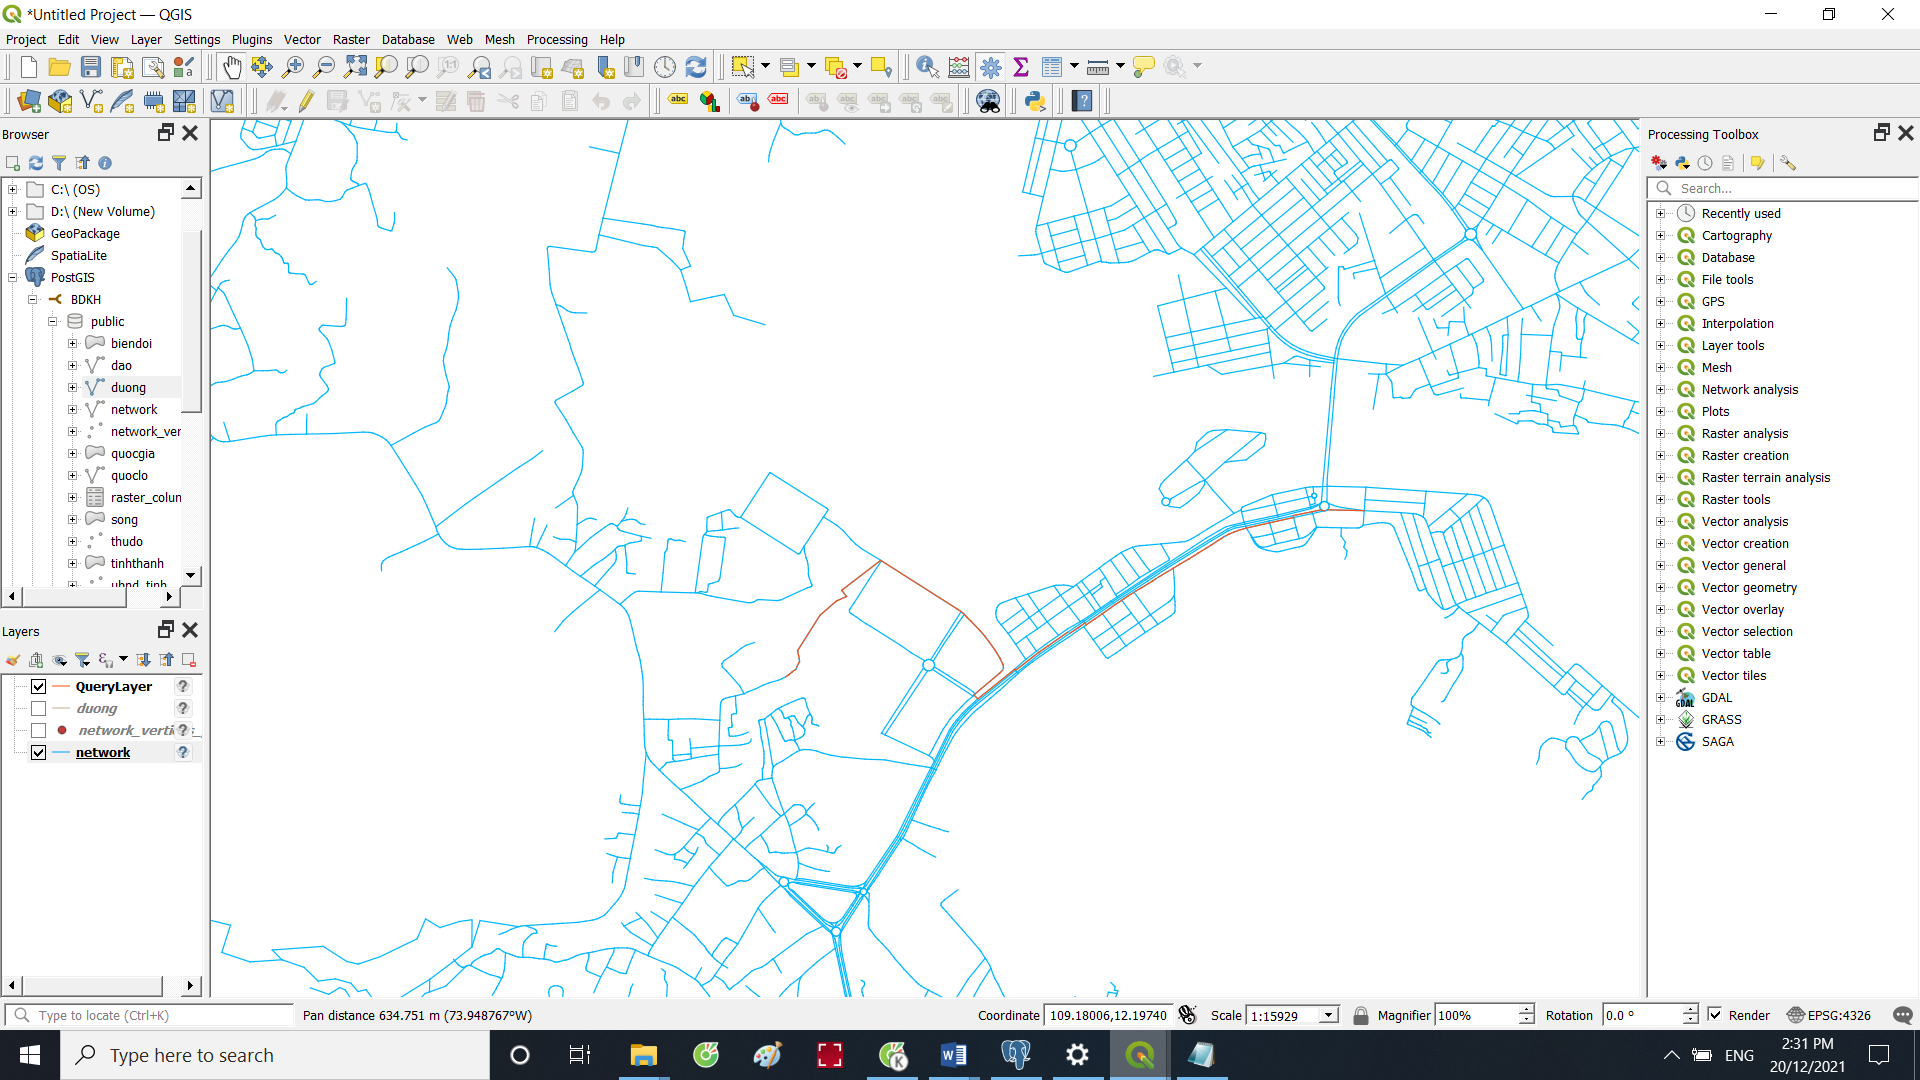 *Untitled Project — QGIS
Project Edit View Layer Settings Plugins Vector Raster Database Web Mesh Processing Help
Browser
C:\ (OS)
D:\ (New Volume)
GeoPackage
SpatiaLite
PostGIS
BDKH
public
biendoi
dao
duong
network
network_ver
quocgia
quoclo
raster_colun
song
thudo
tinhthanh
ubnd_tinh
Layers
QueryLayer
duong
network_verti
network
Processing Toolbox
Search...
Recently used
Cartography
Database
File tools
GPS
Interpolation
Layer tools
Mesh
Network analysis
Plots
Raster analysis
Raster creation
Raster terrain analysis
Raster tools
Vector analysis
Vector creation
Vector general
Vector geometry
Vector overlay
Vector selection
Vector table
Vector tiles
GDAL
GRASS
SAGA
Type to locate (Ctrl+K) Pan distance 634.751 m (73.948767°W) Coordinate 109.18006,12.19740 Scale 1:15929 Magnifier 100% Rotation 0.0 ° Render EPSG:4326
Type here to search
ENG
2:31 PM
20/12/2021